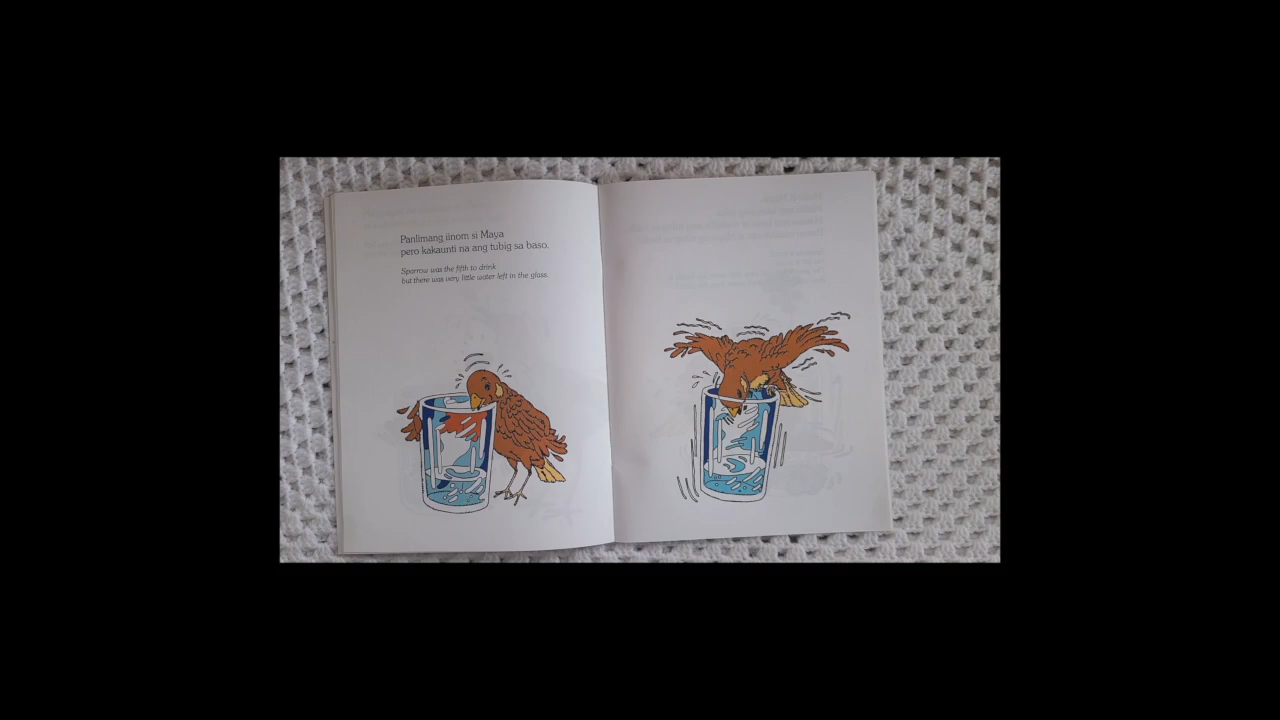 Panlimang iinom si Maya
pero kakaunti na ang tubig sa baso.
Sparrow was the fifth to drink
but there was very little water left in the glass.